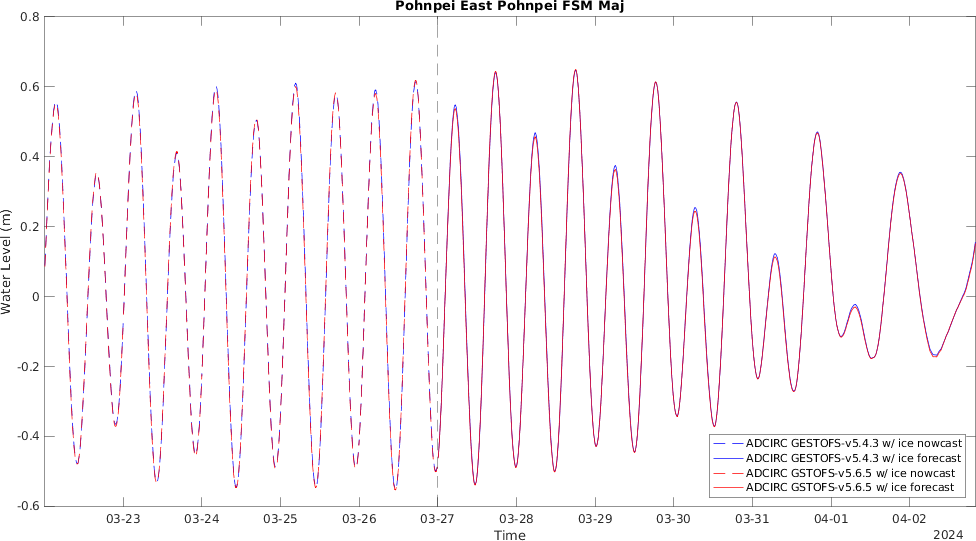 Pohnpei East Pohnpei FSM Maj
0.8
0.6
0.4
0.2
0
-0.2
-0.4
-0.6
Water Level (m)
03-23 03-24 03-25 03-26 03-27 03-28 03-29 03-30 03-31 04-01 04-02
Time
2024
ADCIRC GESTOFS-v5.4.3 w/ ice nowcast
ADCIRC GESTOFS-v5.4.3 w/ ice forecast
ADCIRC GSTOFS-v5.6.5 w/ ice nowcast
ADCIRC GSTOFS-v5.6.5 w/ ice forecast